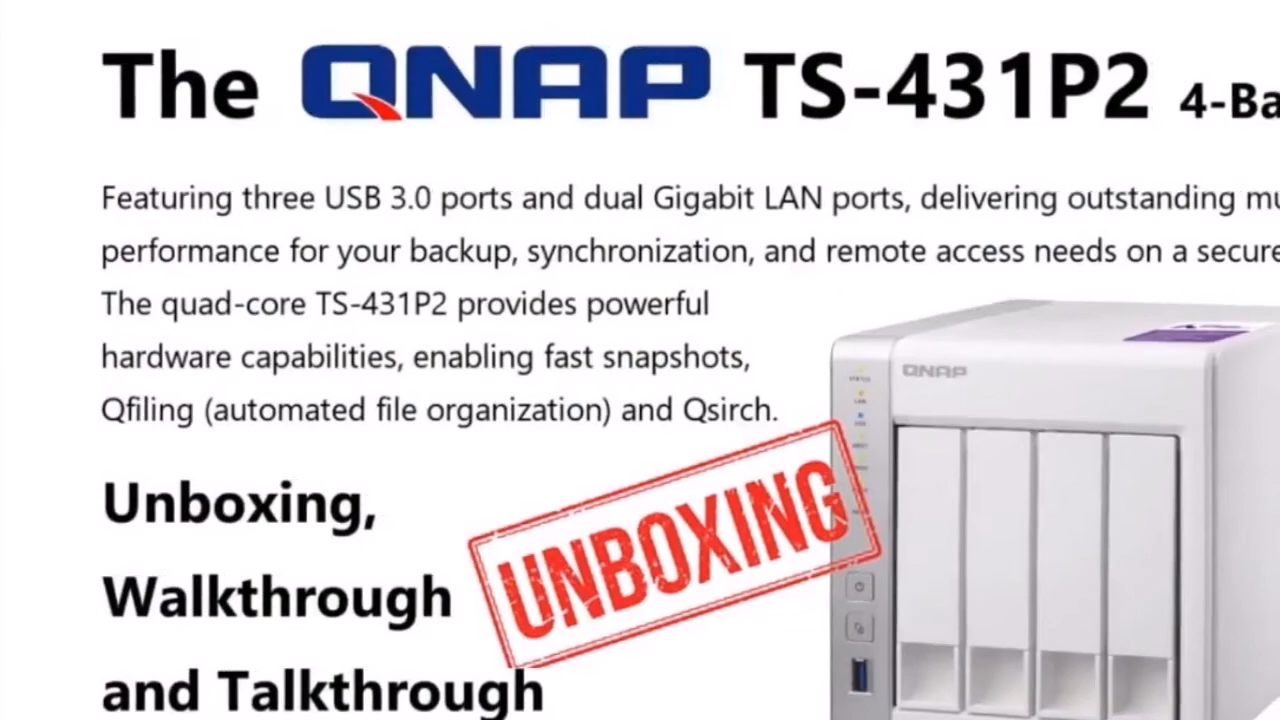 The QNAP TS-431P2 4-Ba
Featuring three USB 3.0 ports and dual Gigabit LAN ports, delivering outstanding mu
performance for your backup, synchronization, and remote access needs on a secure
The quad-core TS-431P2 provides powerful
hardware capabilities, enabling fast snapshots,
Qfiling (automated file organization) and Qsirch.
QNAP
Unboxing,
Walkthrough
and Talkthrough
UNBOXING